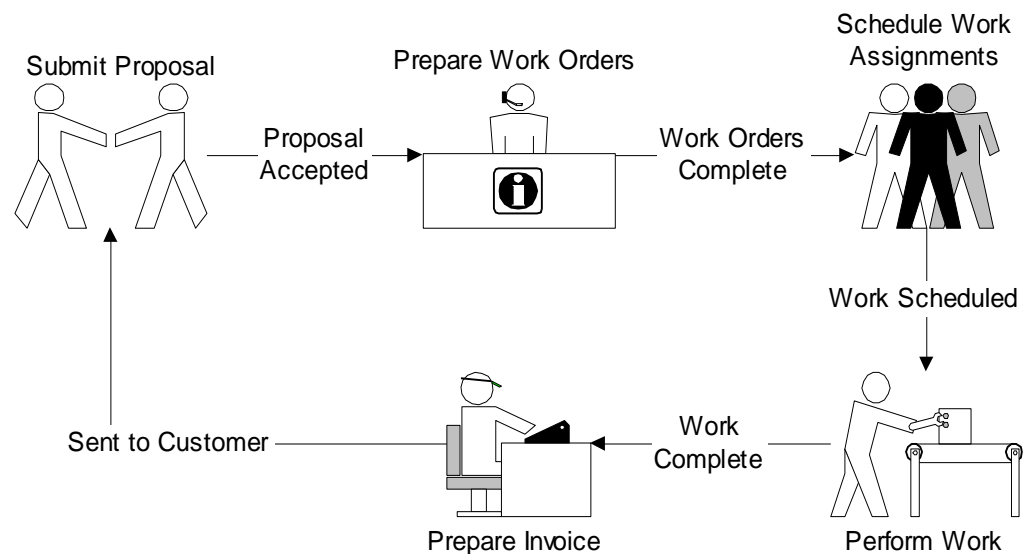 Submit Proposal
Prepare Work Orders
Schedule Work
Assignments
Proposal
Accepted
Work Orders
Complete
Work Scheduled
Sent to Customer
Work
Complete
Prepare Invoice
Perform Work